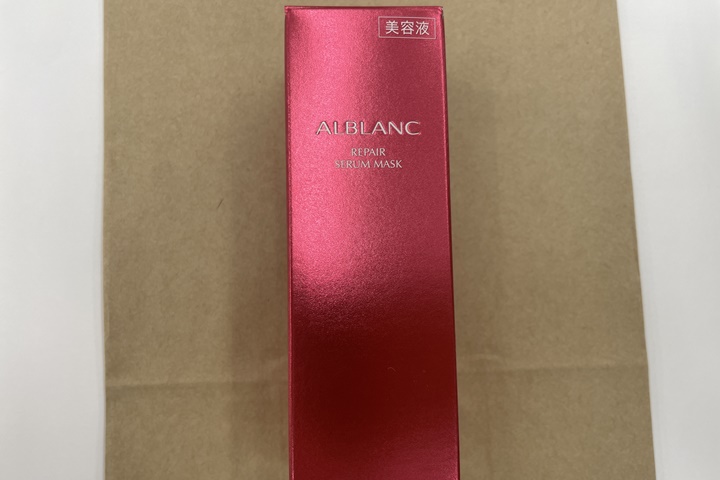 美容液
ALBLANC
REPAIR
SERUM MASK